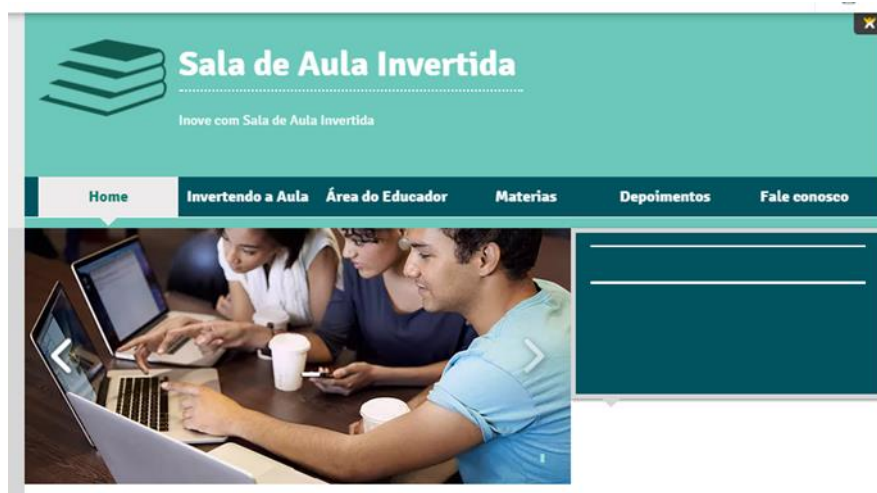 Sala de Aula Invertida
Inove com Sala de Aula Invertida
Home Invertendo a Aula Área do Educador Materias Depoimentos Fale conosco